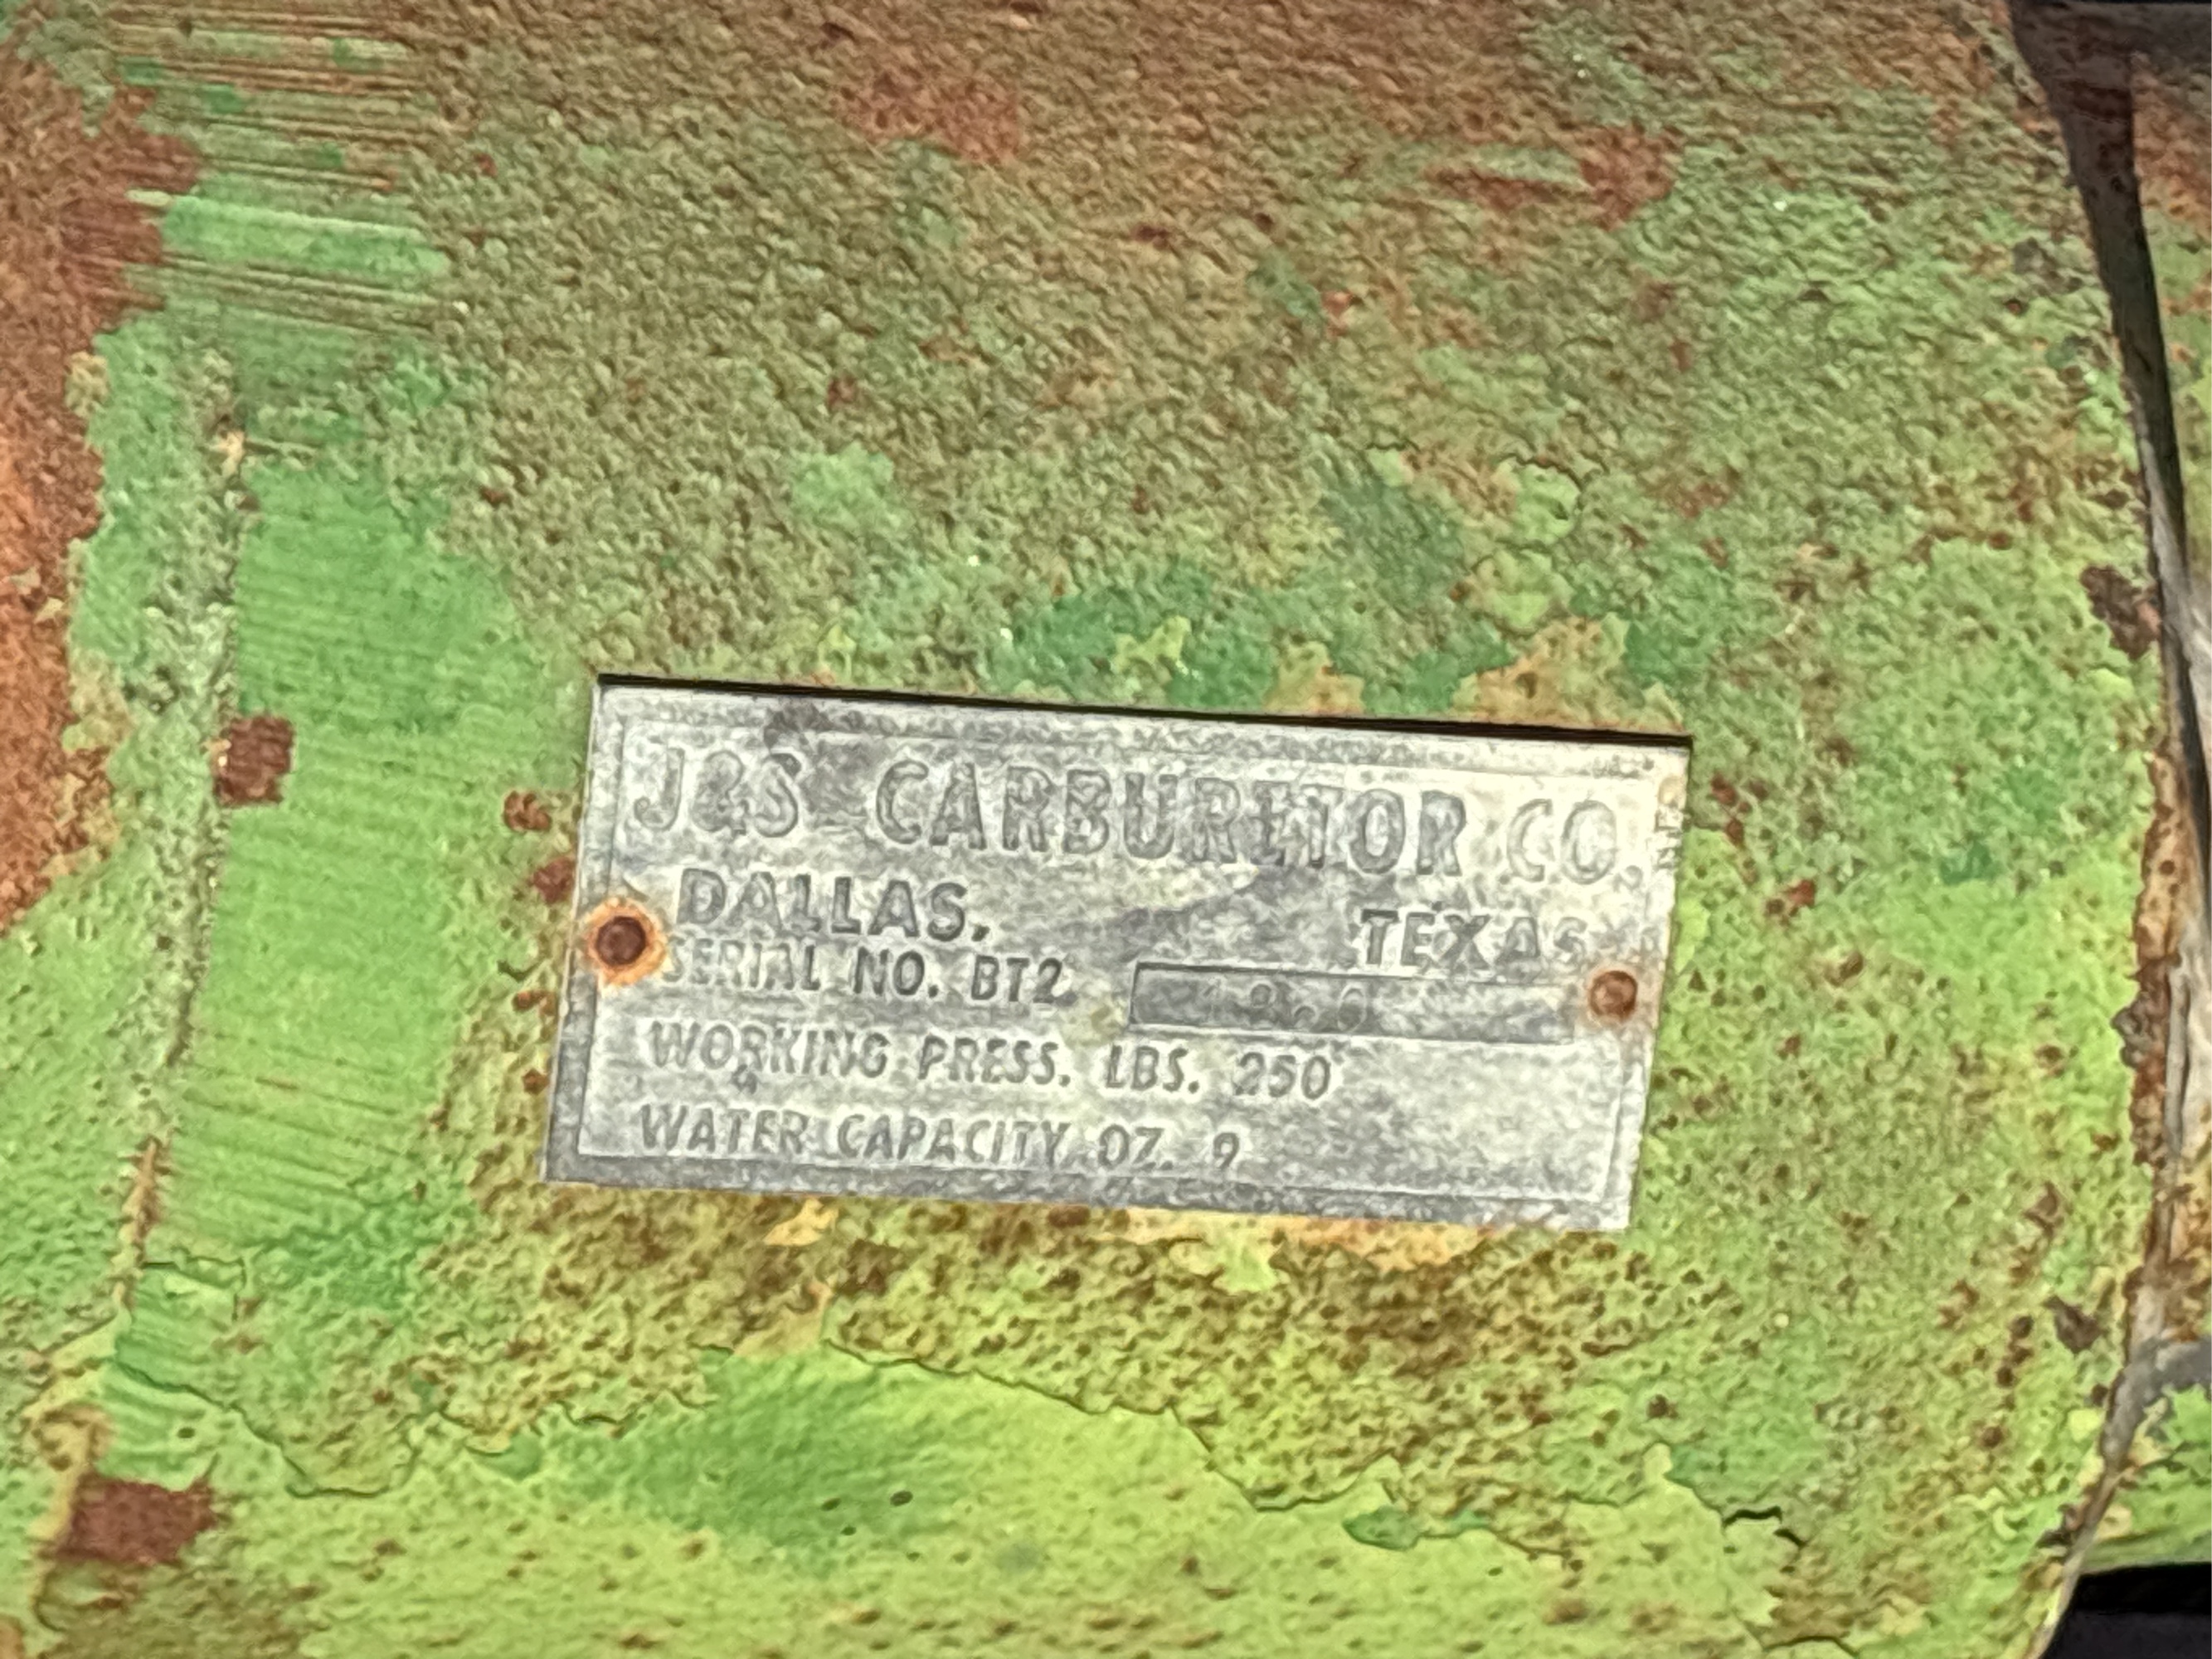 J&S CARBURETOR CO.
DALLAS, TEXAS
SERIAL NO. BT2
WORKING PRESS. LBS. 250
WATER CAPACITY OZ. 9